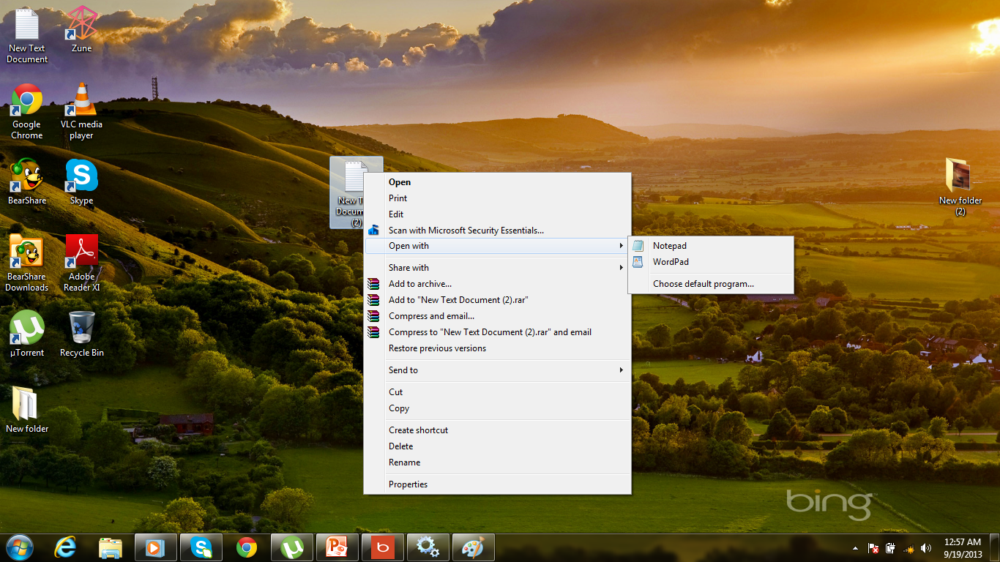 New Text
Document
Zune
Google
Chrome
VLC media
player
BearShare
Skype
BearShare
Downloads
Adobe
Reader XI
µTorrent
Recycle Bin
New folder
New T
Docum
(2)
Open
Print
Edit
Scan with Microsoft Security Essentials...
Open with
Share with
Add to archive...
Add to "New Text Document (2).rar"
Compress and email...
Compress to "New Text Document (2).rar" and email
Restore previous versions
Send to
Cut
Copy
Create shortcut
Delete
Rename
Properties
Notepad
WordPad
Choose default program...
New folder
(2)
bing
12:57 AM
9/19/2013